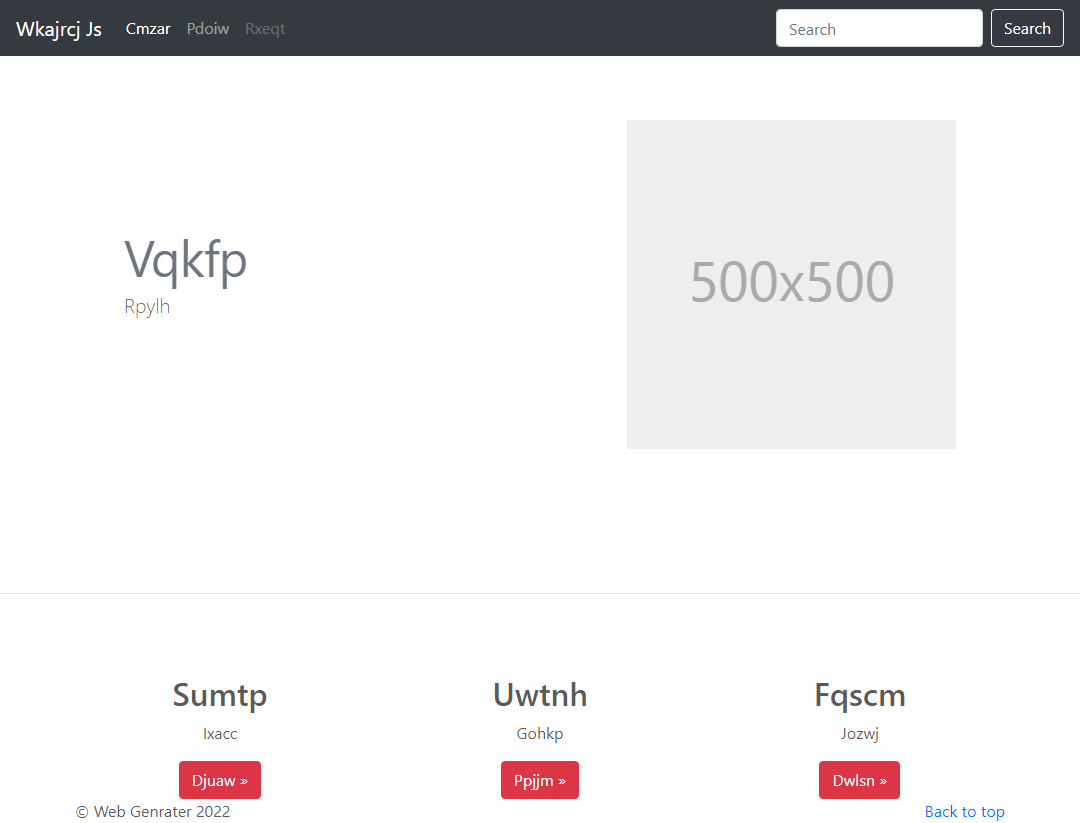 Wkajrcj Js Cmzar Pdoiw Rxeqt Search Search
Vqkfp
Rpylh
500x500
Sumtp Uwtnh Fqscm
Ixacc Gohkp Jozwj
Djuaw » Ppjjm » Dwlsn »
© Web Genrater 2022 Back to top